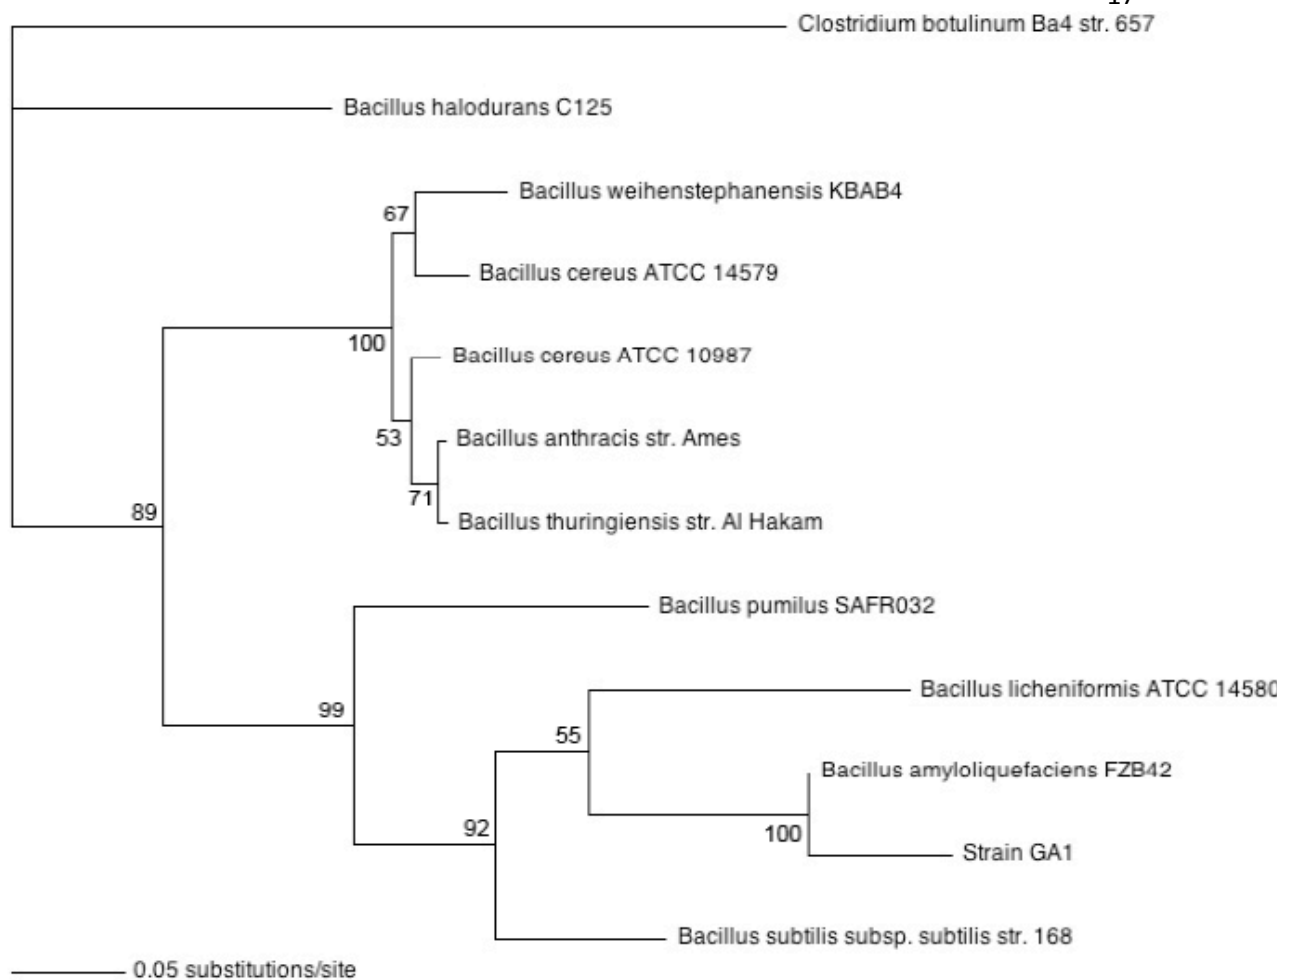 Clostridium botulinum Ba4 str. 657
Bacillus halodurans C125
Bacillus weihenstephanensis KBAB4
67
Bacillus cereus ATCC 14579
100
Bacillus cereus ATCC 10987
53
Bacillus anthracis str. Ames
71
Bacillus thuringiensis str. Al Hakam
89
Bacillus pumilus SAFR032
99
Bacillus licheniformis ATCC 14580
55
Bacillus amyloliquefaciens FZB42
92
100
Strain GA1
Bacillus subtilis subsp. subtilis str. 168
0.05 substitutions/site